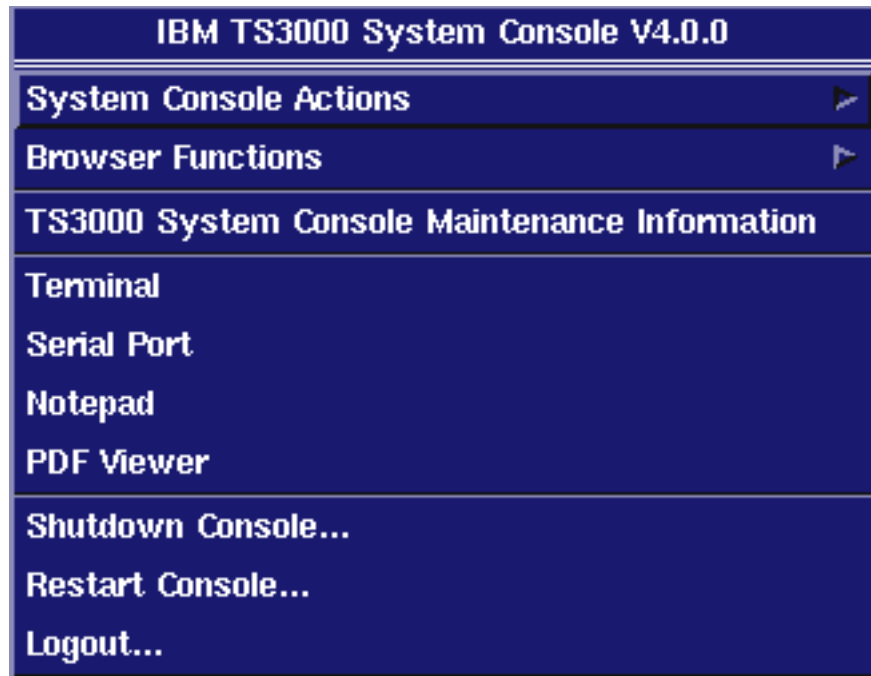 IBM TS3000 System Console V4.0.0
System Console Actions
Browser Functions
TS3000 System Console Maintenance Information
Terminal
Serial Port
Notepad
PDF Viewer
Shutdown Console...
Restart Console...
Logout...